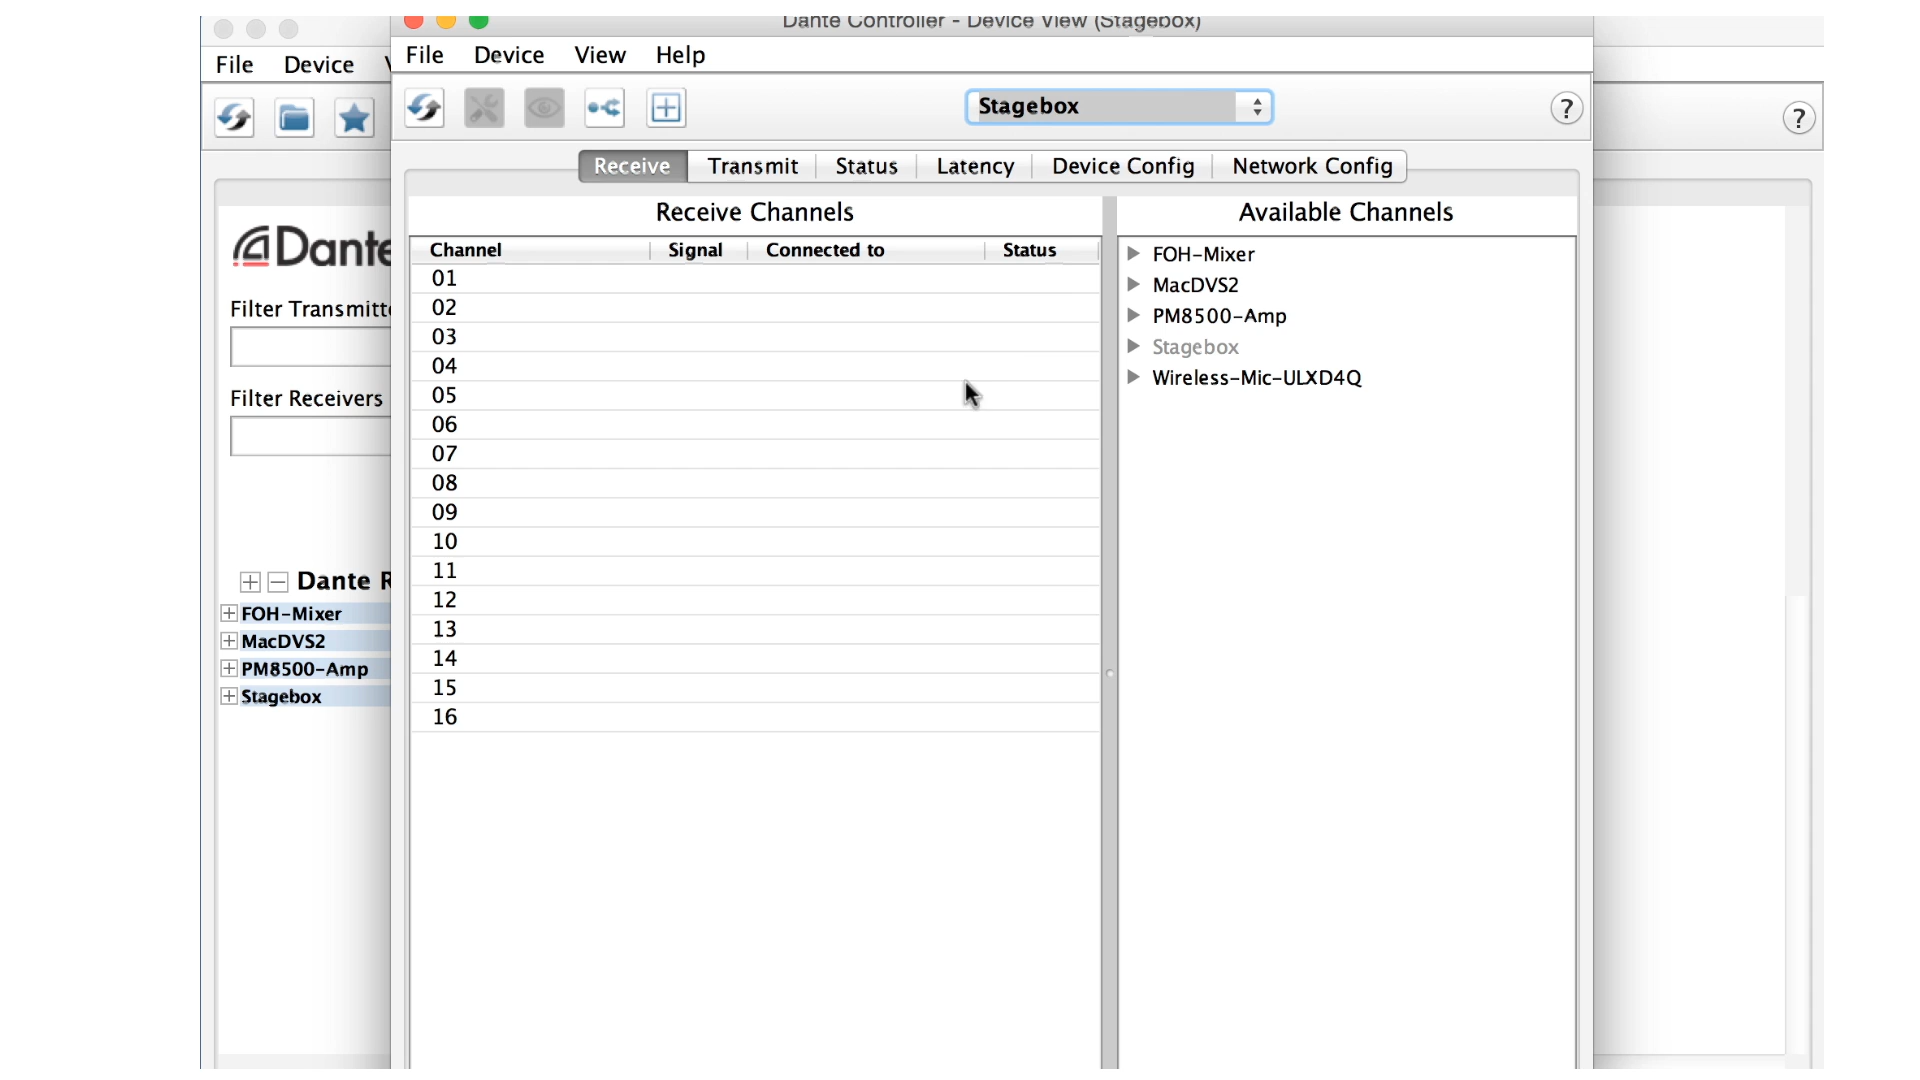 Dante Controller - Device View (Stagebox)
File Device View Help
File Device
Stagebox
?
?
Receive Transmit Status Latency Device Config Network Config
Receive Channels
Available Channels
Channel Signal Connected to Status
01
02
03
04
05
06
07
08
09
10
11
12
13
14
15
16
FOH-Mixer
MacDVS2
PM8500-Amp
Stagebox
Wireless-Mic-ULXD4Q
Dante
Filter Transmitte
Filter Receivers
Dante R
FOH-Mixer
MacDVS2
PM8500-Amp
Stagebox